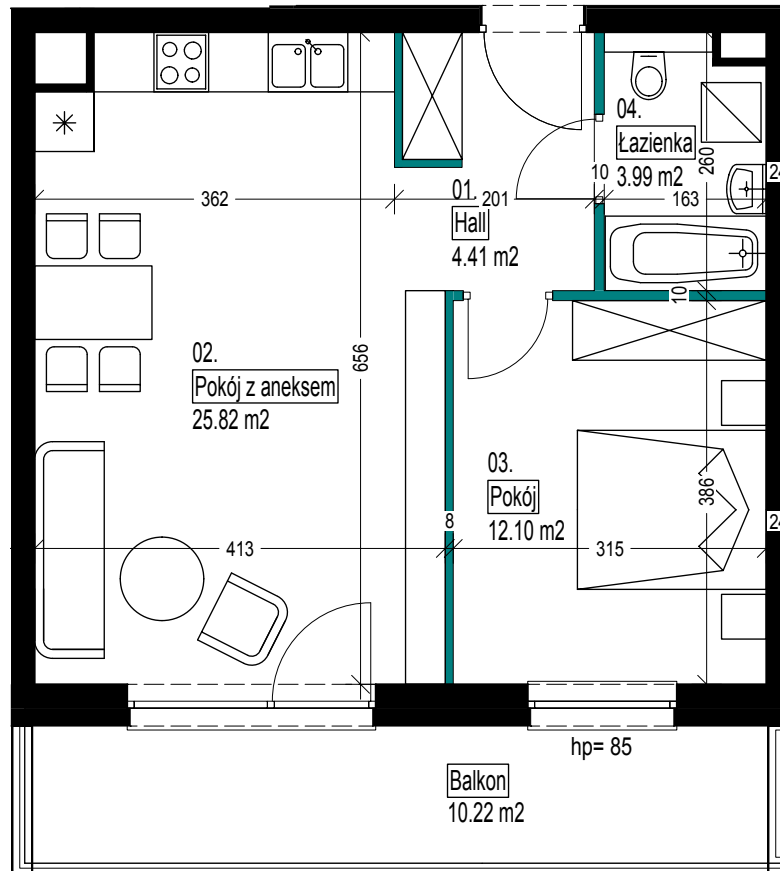 04.
Łazienka
3.99 m2
260
10
24
362
01.
201
163
Hall
4.41 m2
10
02.
656
Pokój z aneksem
25.82 m2
03.
Pokój
12.10 m2
386
8
24
413
315
hp= 85
Balkon
10.22 m2